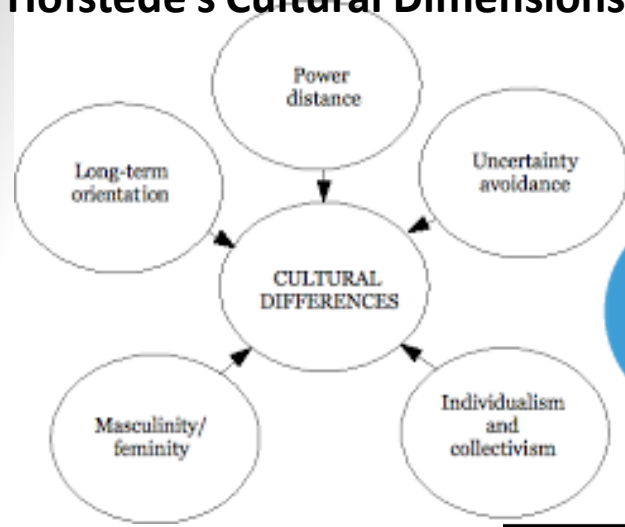 Hofstede's Cultural Dimensions
Power
distance
Long-term
orientation
Uncertainty
avoidance
CULTURAL
DIFFERENCES
Masculinity/
feminity
Individualism
and
collectivism